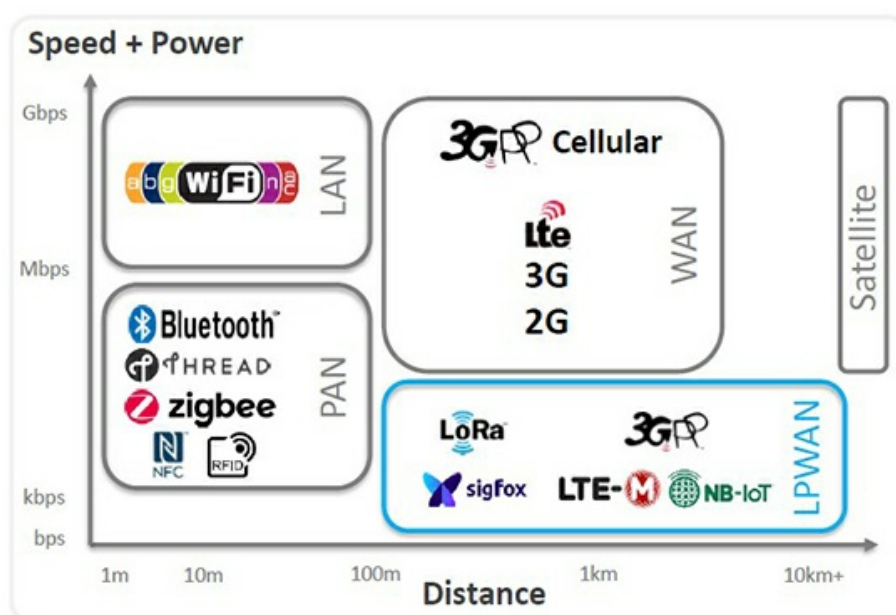 Speed + Power
Gbps
Mbps
kbps
bps
a b g WiFi n ac
LAN
Bluetooth
THREAD
zigbee
NFC RFID
PAN
3GPP Cellular
Lte
3G
2G
WAN
Satellite
LoRa 3GPP
sigfox LTE-M NB-IoT
LPWAN
1m 10m 100m 1km 10km+
Distance